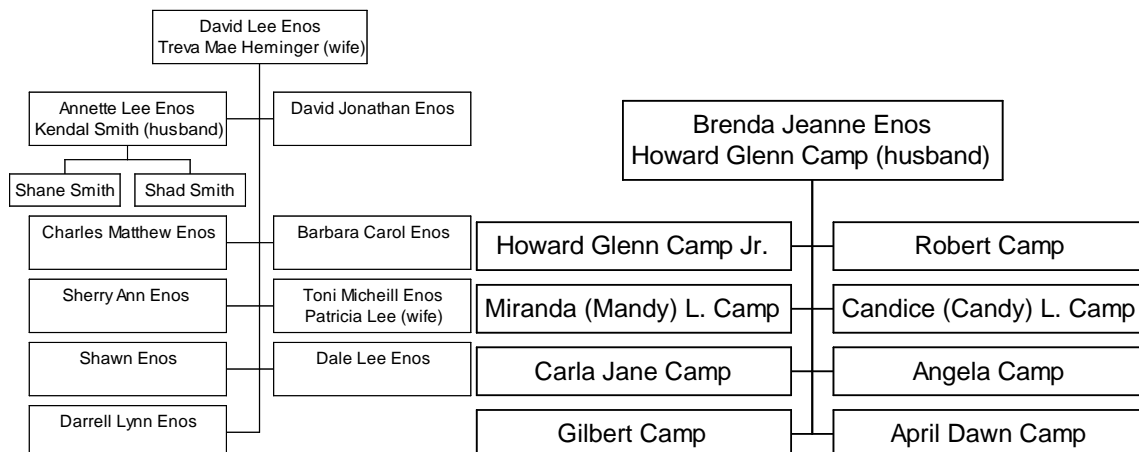 David Lee Enos
Treva Mae Heminger (wife)
Annette Lee Enos
Kendal Smith (husband)
David Jonathan Enos
Shane Smith
Shad Smith
Charles Matthew Enos
Barbara Carol Enos
Sherry Ann Enos
Toni Micheill Enos
Patricia Lee (wife)
Shawn Enos
Dale Lee Enos
Darrell Lynn Enos
Brenda Jeanne Enos
Howard Glenn Camp (husband)
Howard Glenn Camp Jr.
Robert Camp
Miranda (Mandy) L. Camp
Candice (Candy) L. Camp
Carla Jane Camp
Angela Camp
Gilbert Camp
April Dawn Camp